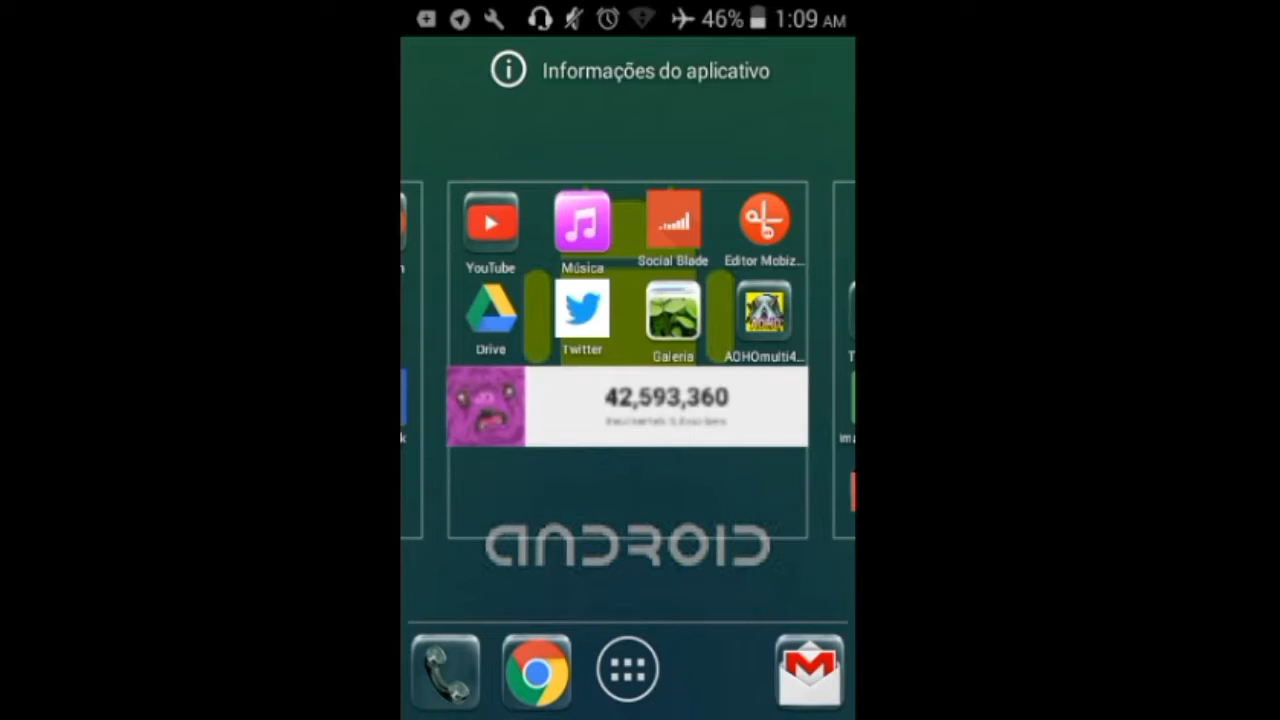 46% 1:09 AM
Informações do aplicativo
YouTube Música Social Blade Editor Mobiz...
Drive Twitter Galeria AOHOmulti4...
42,593,360
k
ANDROID